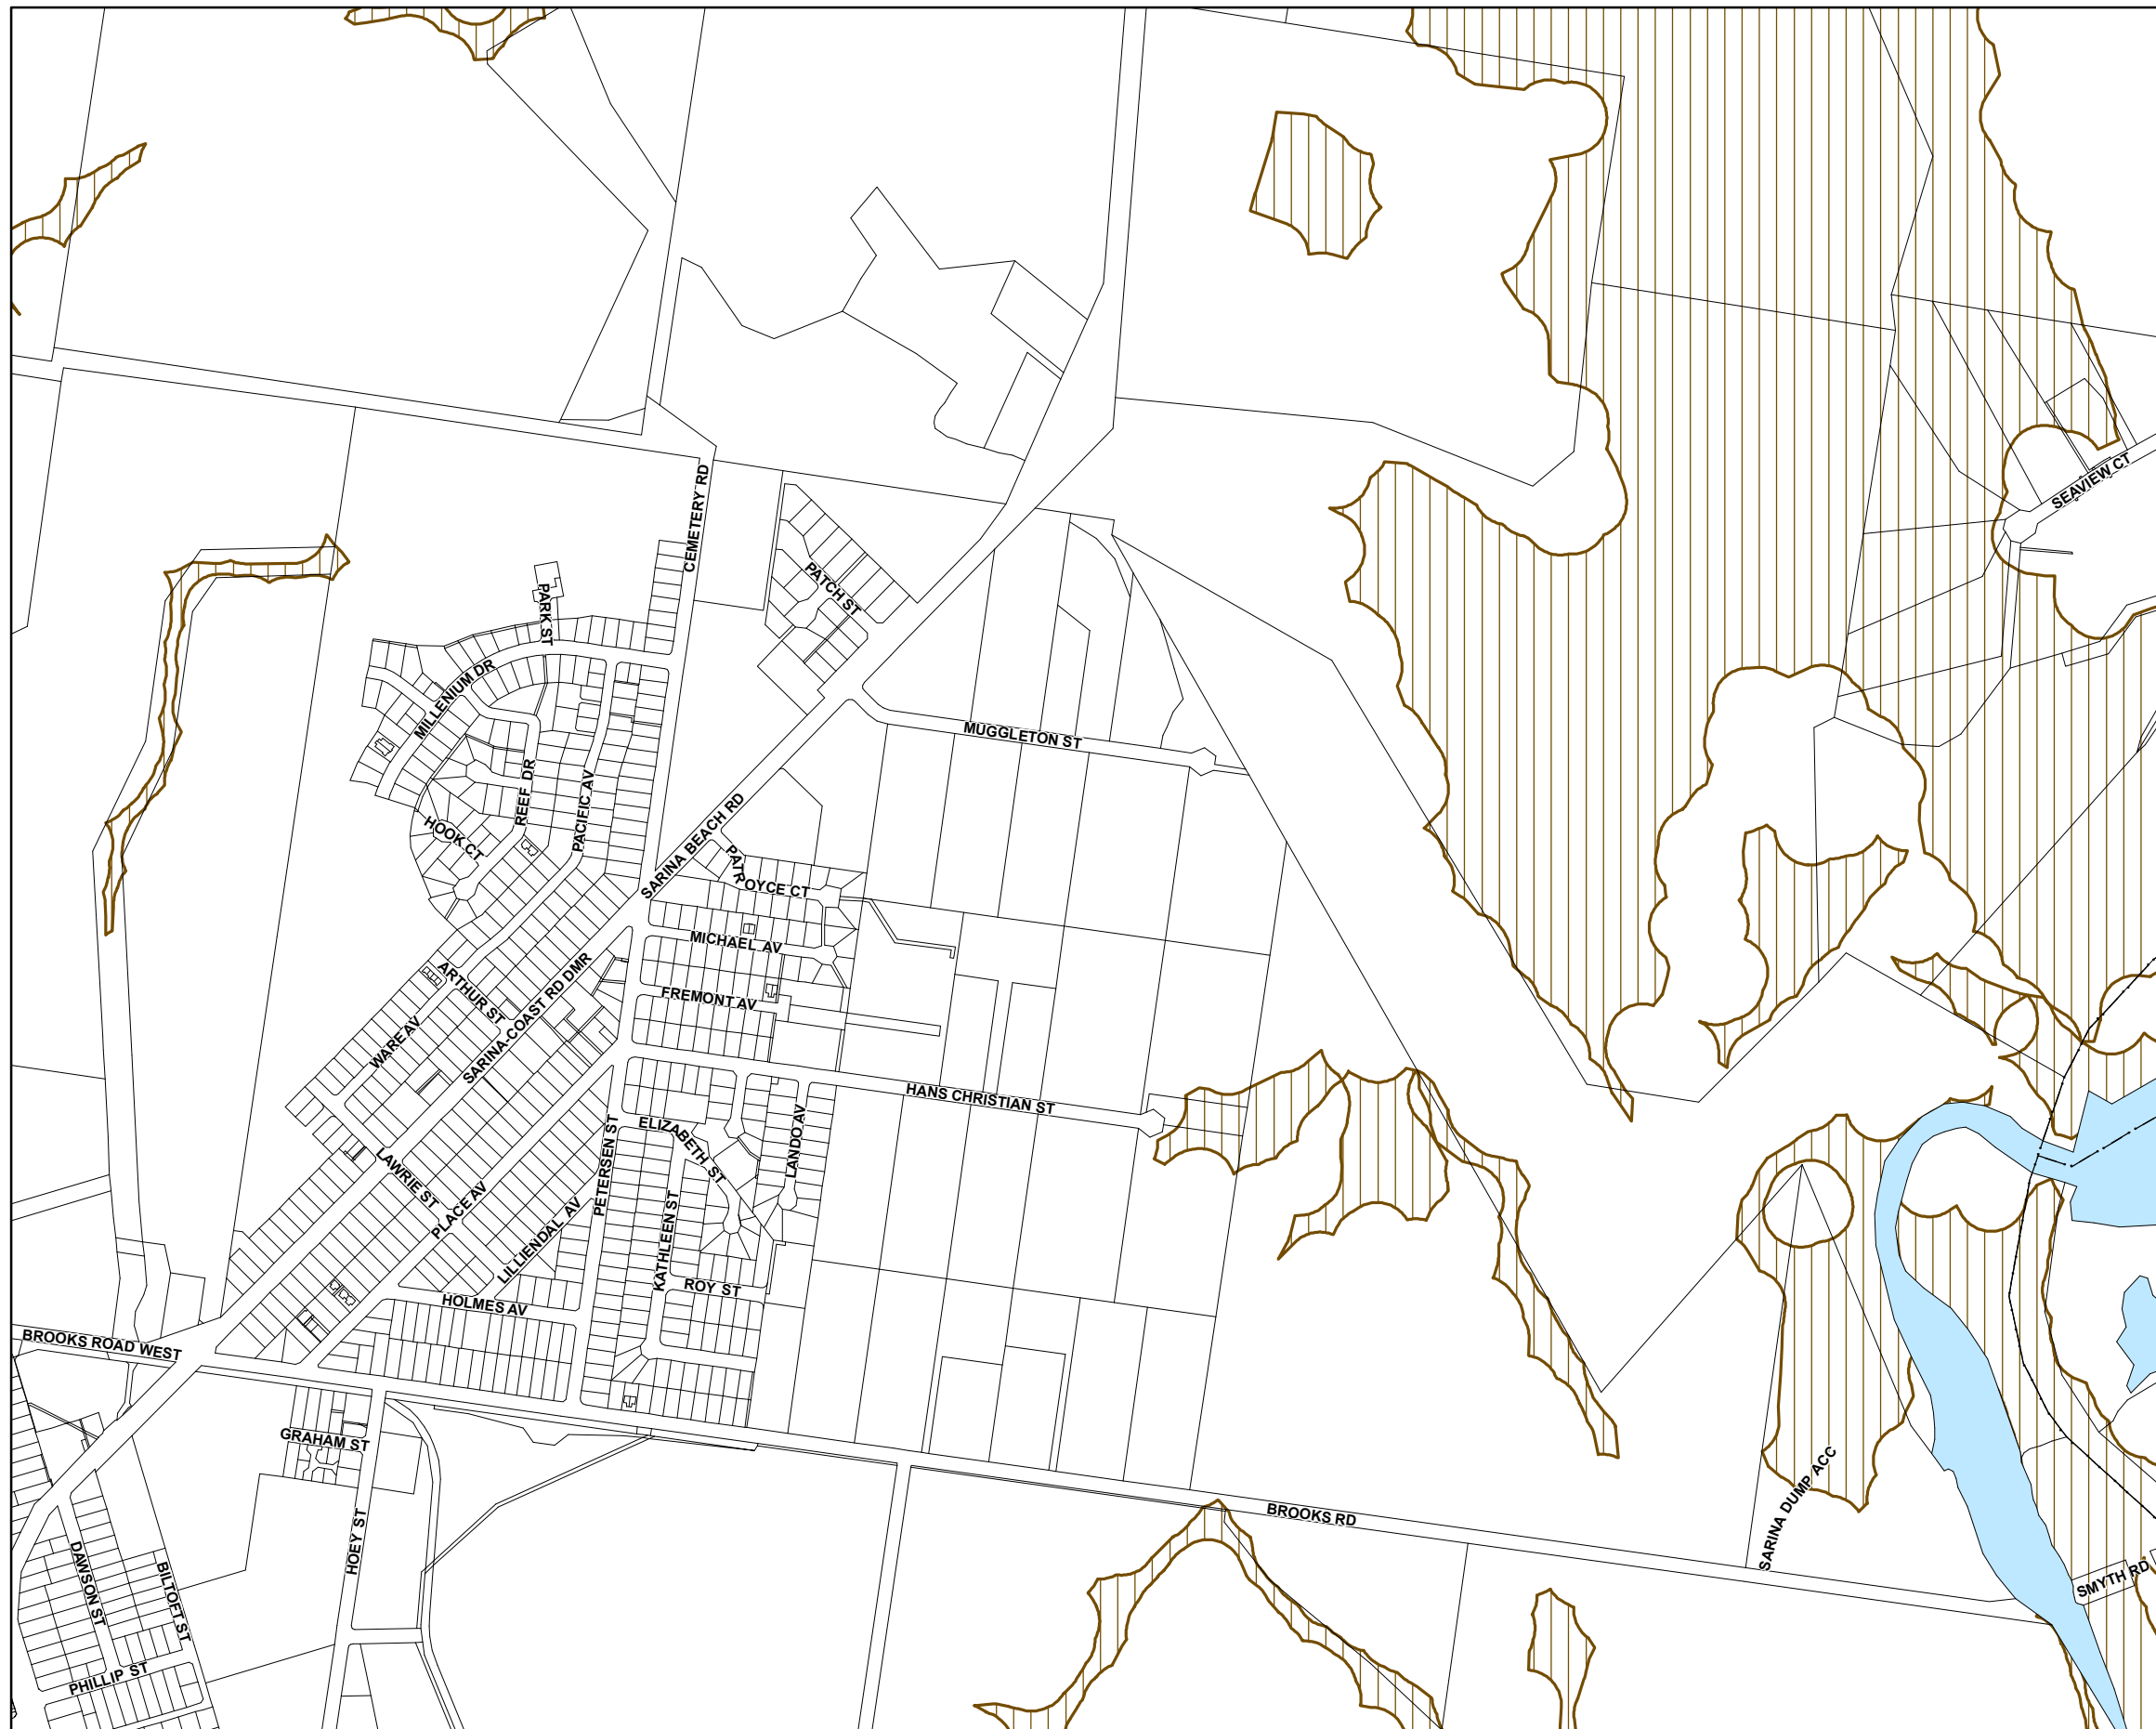 SEAVIEW CT
CEMETERY RD
PATCH ST
PARK ST
MILLENIUM DR
MUGGLETON ST
REEF DR
PACIFIC AV
HOOK CT
SARINA BEACH RD
PATR
OYCE CT
MICHAEL AV
ARTHUR ST
FREMONT AV
SARINA-COAST RD DMR
WARE AV
HANS CHRISTIAN ST
ELIZABETH ST
LANDO AV
PETERSEN ST
LAWRIE ST
PLACE AV
LILLIENDAL AV
KATHLEEN ST
ROY ST
HOLMES AV
BROOKS ROAD WEST
GRAHAM ST
HOEY ST
BROOKS RD
SARINA DUMP ACC
DAWSON ST
BILTOFT ST
SMYTH RD
PHILLIP ST